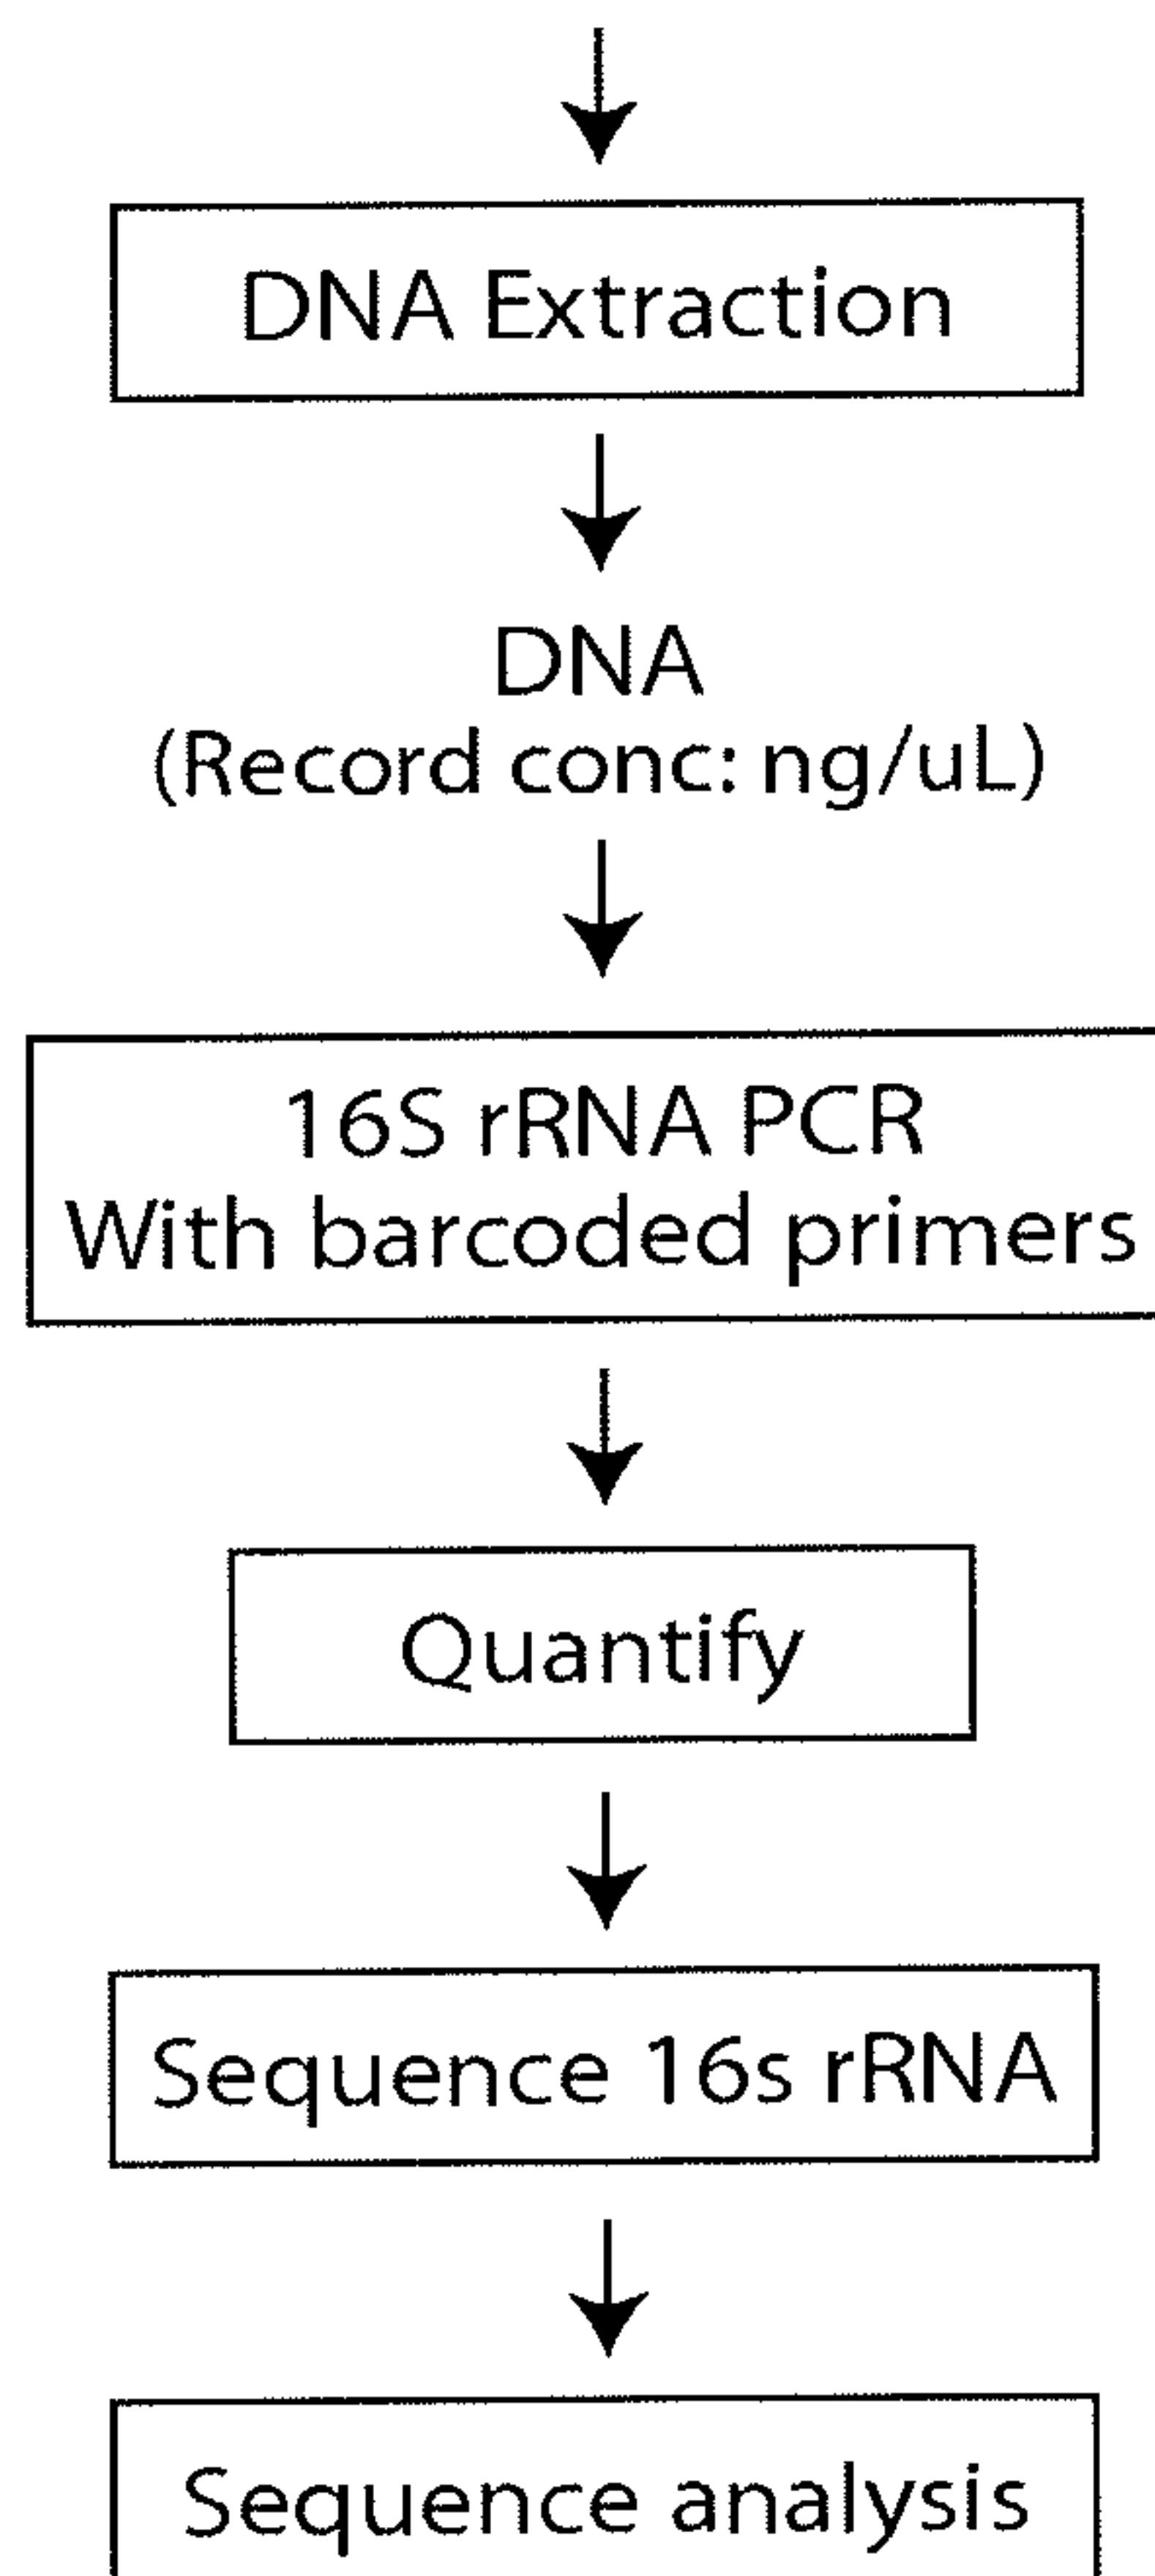 DNA Extraction
DNA
(Record conc: ng/uL)
16S rRNA PCR
With barcoded primers
Quantify
Sequence 16s rRNA
Sequence analysis